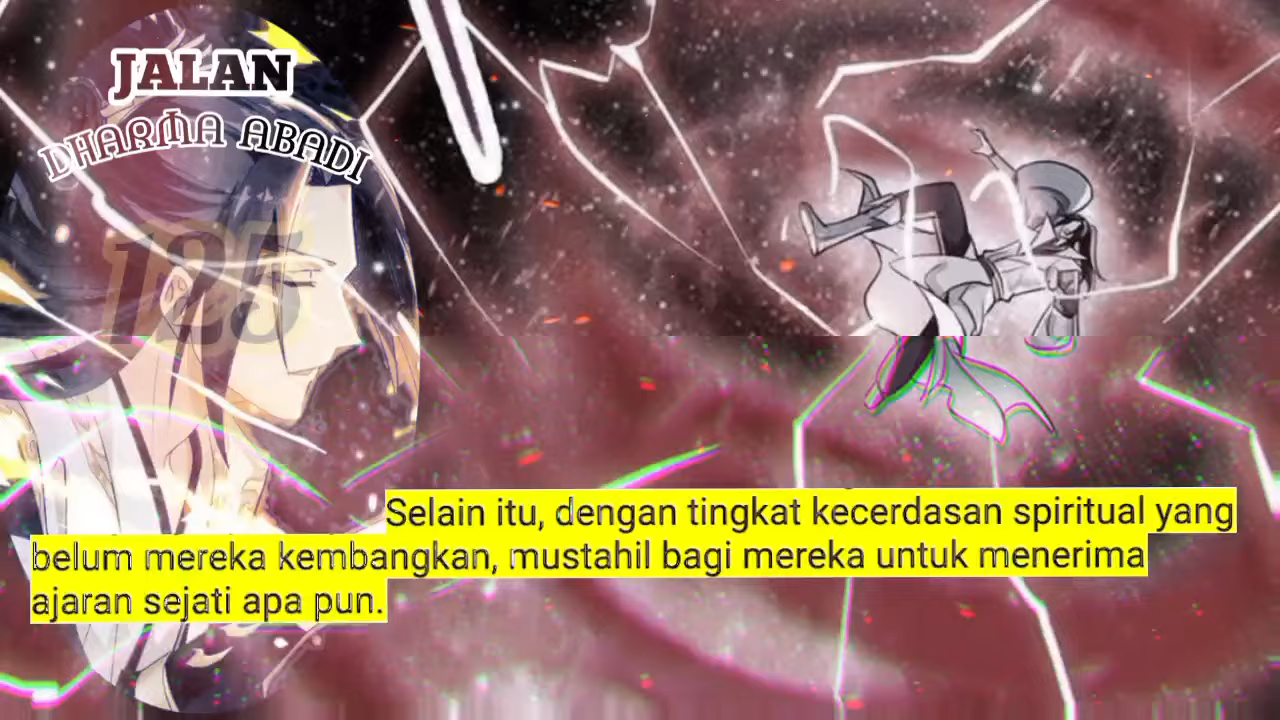 JALAN
DHARMA ABADI
125
Selain itu, dengan tingkat kecerdasan spiritual yang
belum mereka kembangkan, mustahil bagi mereka untuk menerima
ajaran sejati apa pun.